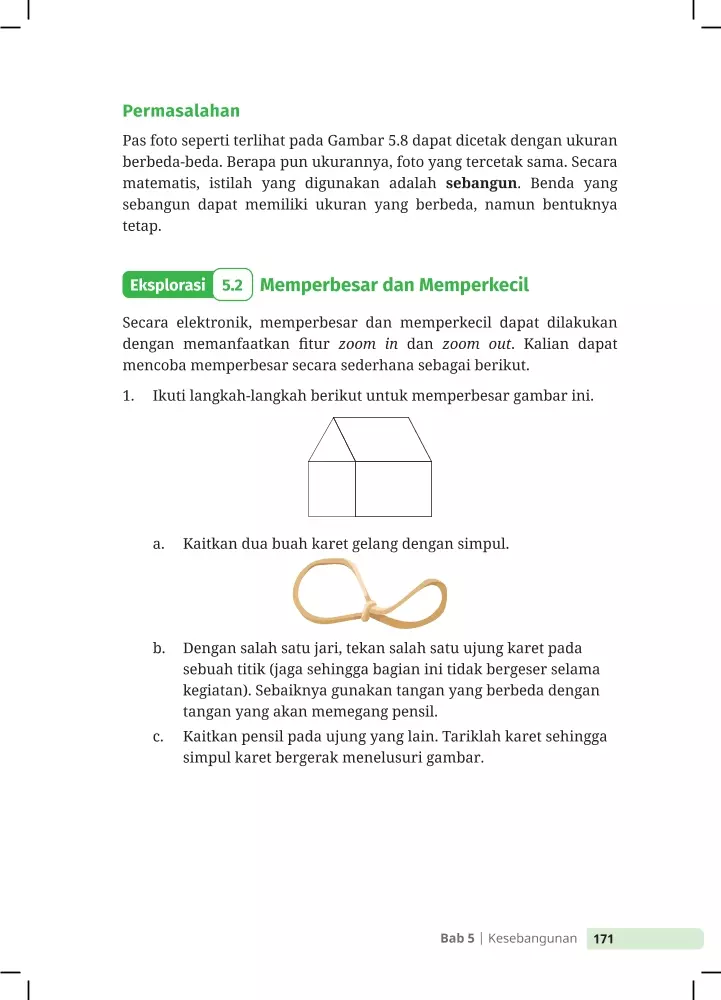 Permasalahan
Pas foto seperti terlihat pada Gambar 5.8 dapat dicetak dengan ukuran
berbeda-beda. Berapa pun ukurannya, foto yang tercetak sama. Secara
matematis, istilah yang digunakan adalah sebangun. Benda yang
sebangun dapat memiliki ukuran yang berbeda, namun bentuknya
tetap.
Eksplorasi 5.2 Memperbesar dan Memperkecil
Secara elektronik, memperbesar dan memperkecil dapat dilakukan
dengan memanfaatkan fitur zoom in dan zoom out. Kalian dapat
mencoba memperbesar secara sederhana sebagai berikut.
1. Ikuti langkah-langkah berikut untuk memperbesar gambar ini.
a. Kaitkan dua buah karet gelang dengan simpul.
b. Dengan salah satu jari, tekan salah satu ujung karet pada
sebuah titik (jaga sehingga bagian ini tidak bergeser selama
kegiatan). Sebaiknya gunakan tangan yang berbeda dengan
tangan yang akan memegang pensil.
c. Kaitkan pensil pada ujung yang lain. Tariklah karet sehingga
simpul karet bergerak menelusuri gambar.
Bab 5 | Kesebangunan 171